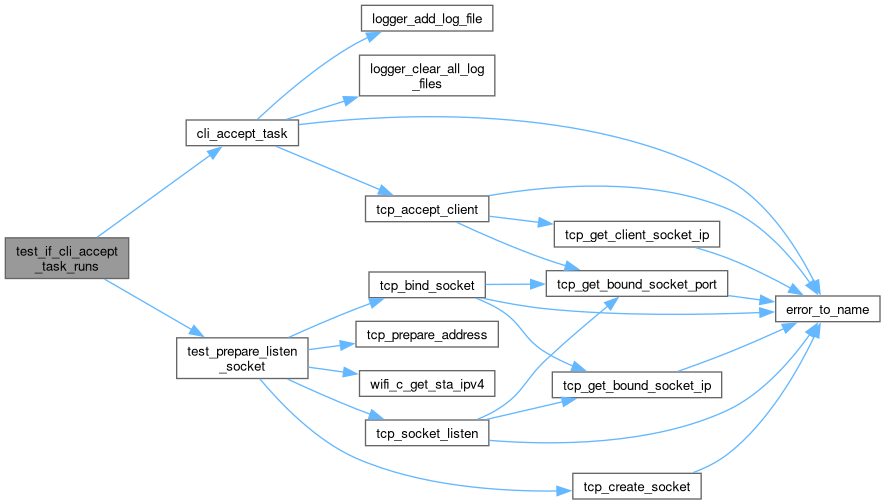 logger_add_log_file
logger_clear_all_log
_files
cli_accept_task
tcp_accept_client
tcp_get_client_socket_ip
test_if_cli_accept
_task_runs
tcp_bind_socket
tcp_get_bound_socket_port
error_to_name
tcp_prepare_address
test_prepare_listen
_socket
wifi_c_get_sta_ipv4
tcp_get_bound_socket_ip
tcp_socket_listen
tcp_create_socket